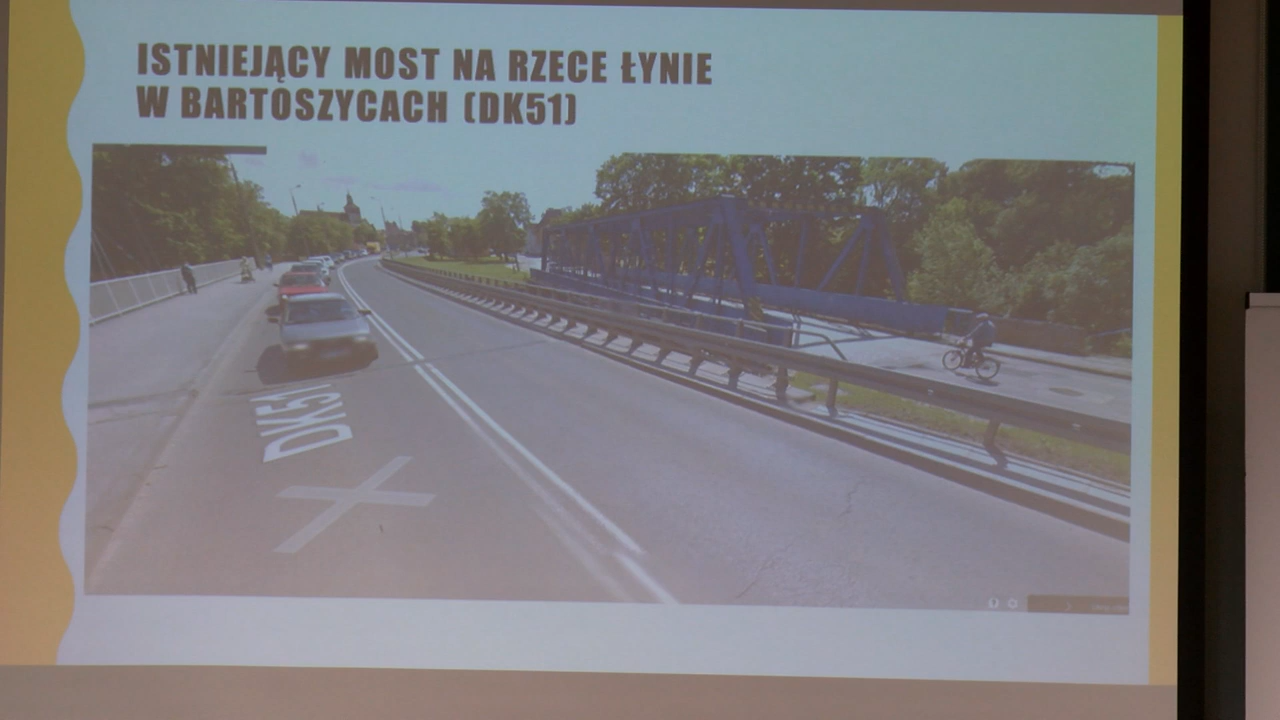 ISTNIEJĄCY MOST NA RZECE ŁYNIE
W BARTOSZYCACH (DK51)
DK51